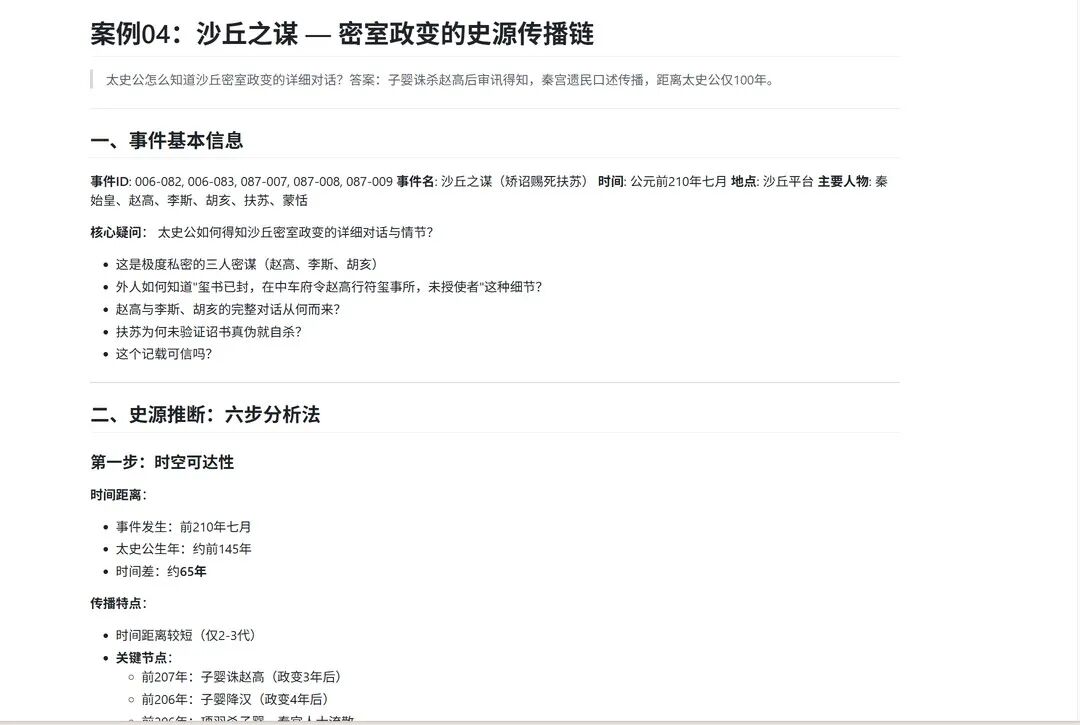 案例04：沙丘之谋 — 密室政变的史源传播链
太史公怎么知道沙丘密室政变的详细对话？答案：子婴诛杀赵高后审讯得知，秦宫遗民口述传播，距离太史公仅100年。
一、事件基本信息
事件ID: 006-082, 006-083, 087-007, 087-008, 087-009 事件名: 沙丘之谋（矫诏赐死扶苏） 时间: 公元前210年七月 地点: 沙丘平台 主要人物: 秦
始皇、赵高、李斯、胡亥、扶苏、蒙恬
核心疑问： 太史公如何得知沙丘密室政变的详细对话与情节？
• 这是极度私密的三人密谋（赵高、李斯、胡亥）
• 外人如何知道"玺书已封，在中车府令赵高行符玺事所，未授使者"这种细节？
• 赵高与李斯、胡亥的完整对话从何而来？
• 扶苏为何未验证诏书真伪就自杀？
• 这个记载可信吗？
二、史源推断：六步分析法
第一步：时空可达性
时间距离：
• 事件发生：前210年七月
• 太史公生年：约前145年
• 时间差：约65年
传播特点：
• 时间距离较短（仅2-3代）
• 关键节点：
◦ 前207年：子婴诛赵高（政变3年后）
◦ 前206年：子婴降汉（政变4年后）